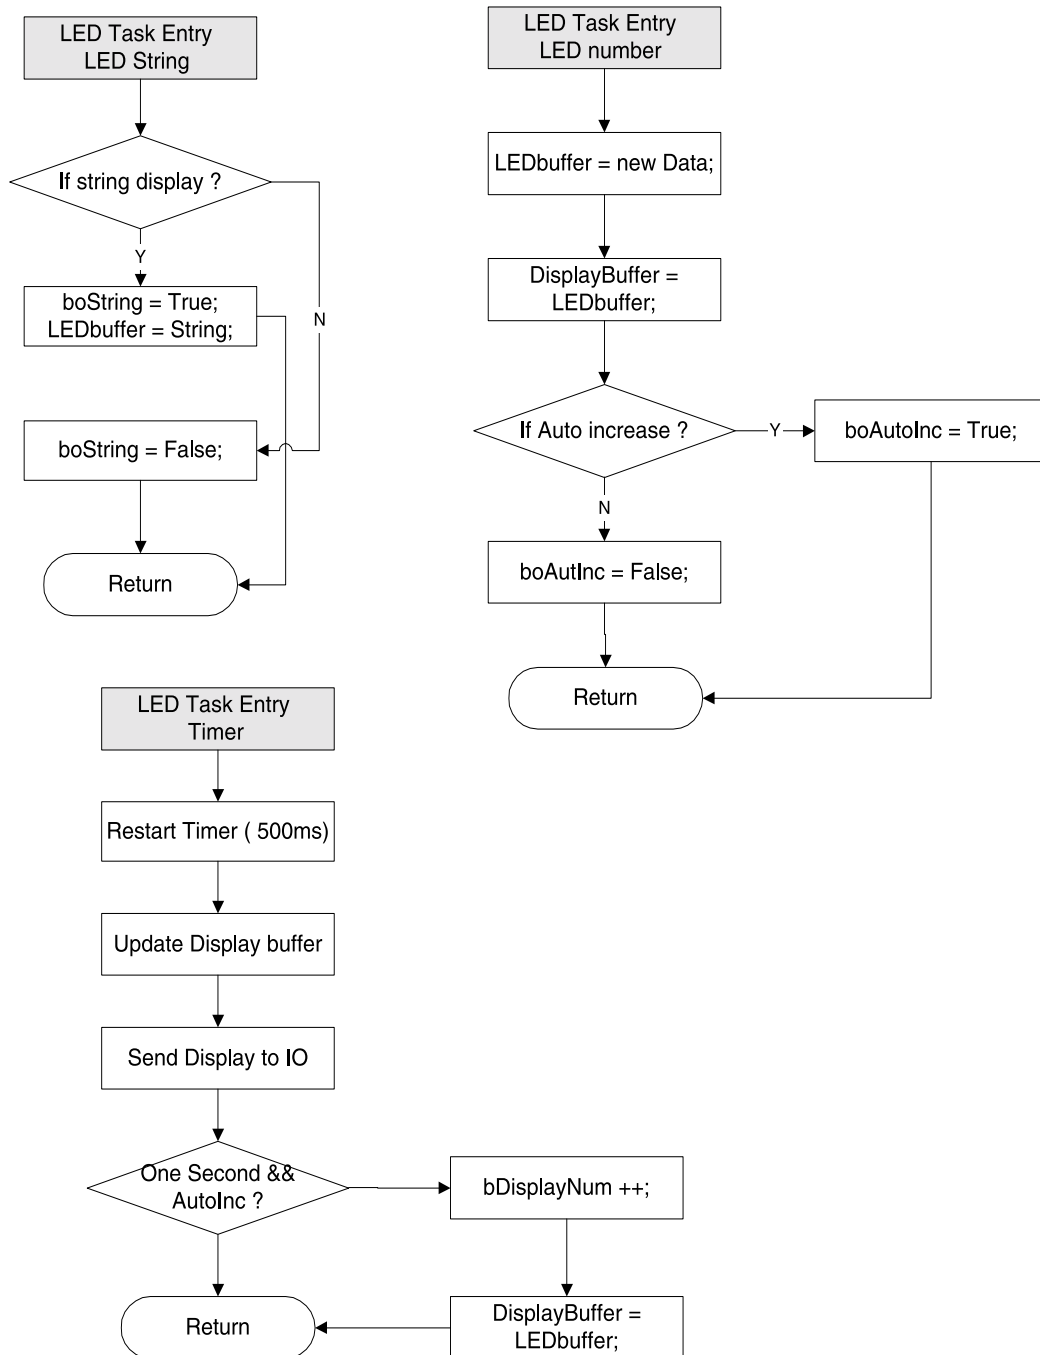 LED Task Entry
LED String
If string display ?
Y
N
boString = True;
LEDbuffer = String;
boString = False;
Return
LED Task Entry
LED number
LEDbuffer = new Data;
DisplayBuffer =
LEDbuffer;
If Auto increase ?
Y
boAutoInc = True;
N
boAutInc = False;
Return
LED Task Entry
Timer
Restart Timer ( 500ms)
Update Display buffer
Send Display to IO
One Second &&
AutoInc ?
bDisplayNum ++;
DisplayBuffer =
LEDbuffer;
Return